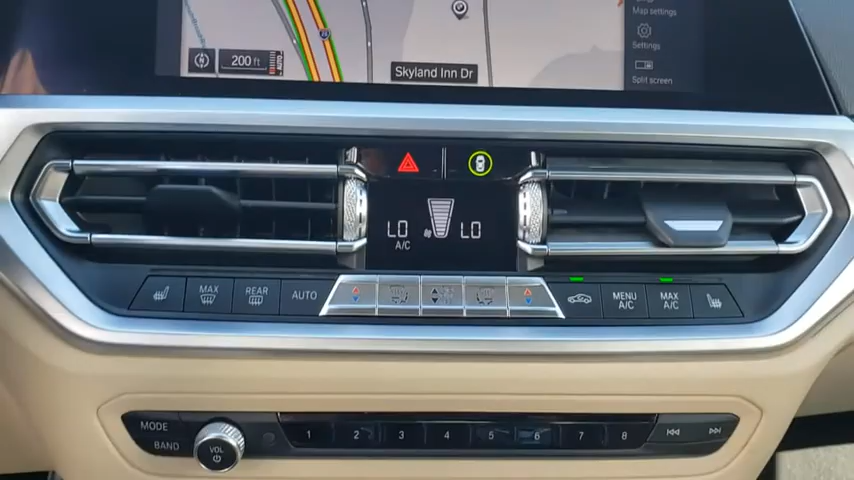 Map settings
Settings
Split screen
200 ft
AUTO
Skyland Inn Dr
LO
LO
A/C
MAX
REAR
AUTO
MENU
A/C
MAX
A/C
MODE
BAND
VOL
1 2 3 4 5 6 7 8